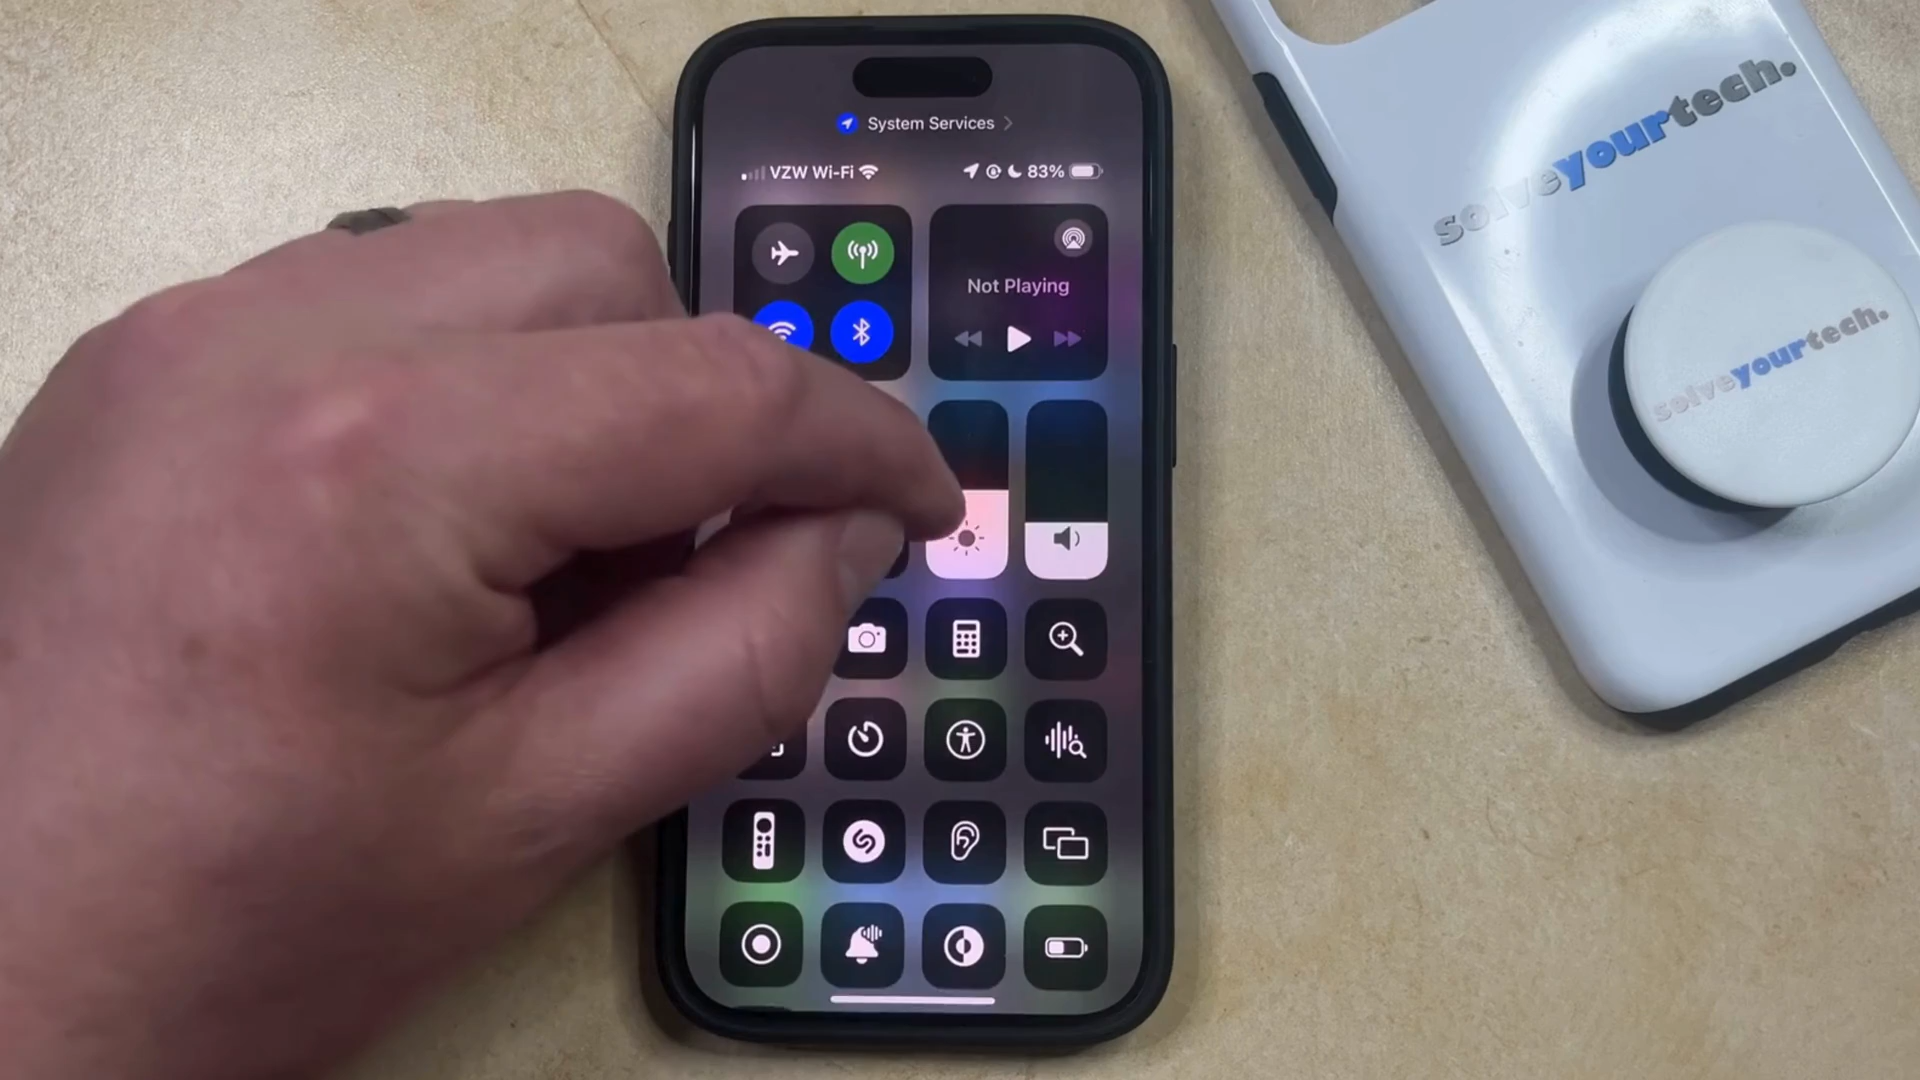 System Services
VZW Wi-Fi 83%
Not Playing
solveyourtech.
solveyourtech.